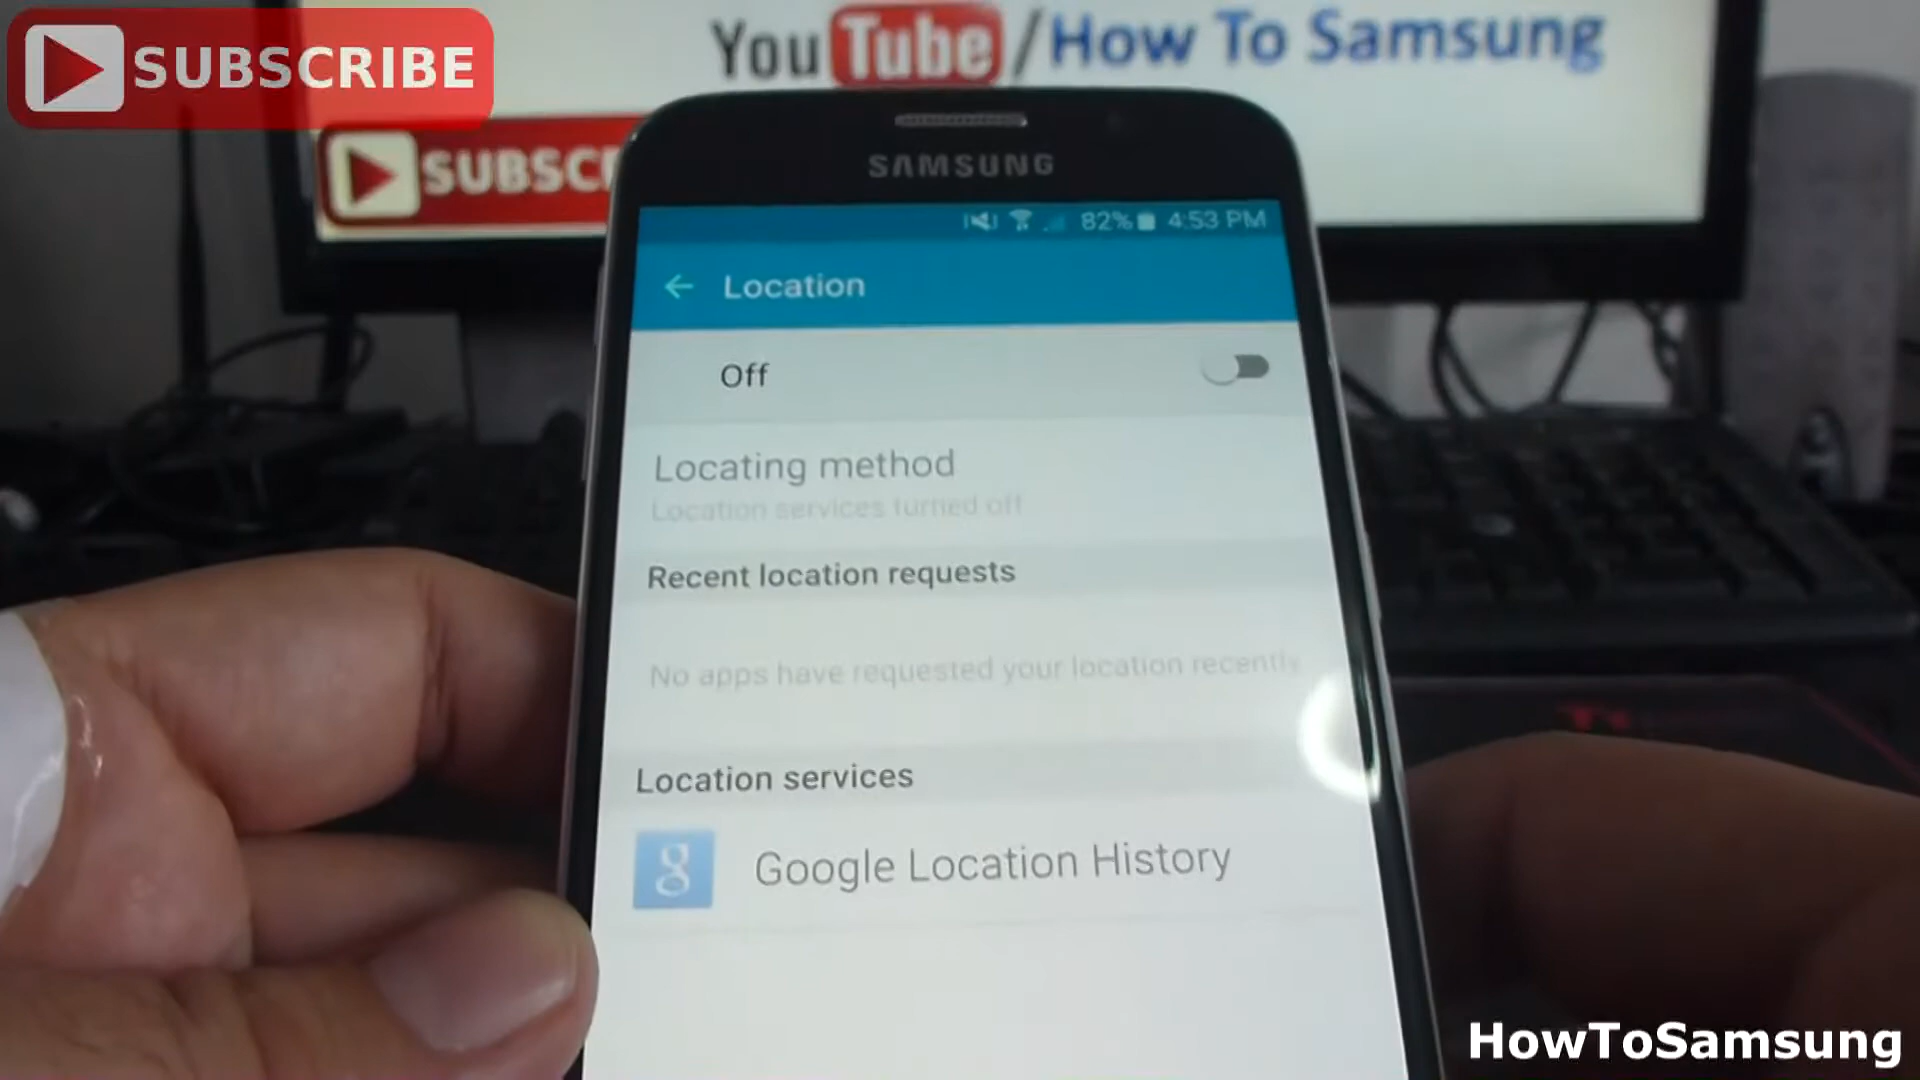 SUBSCRIBE
YouTube/How To Samsung
SUBSC
SAMSUNG
82% 4:53 PM
Location
Off
Locating method
Location services turned off
Recent location requests
No apps have requested your location recently.
Location services
g Google Location History
HowToSamsung